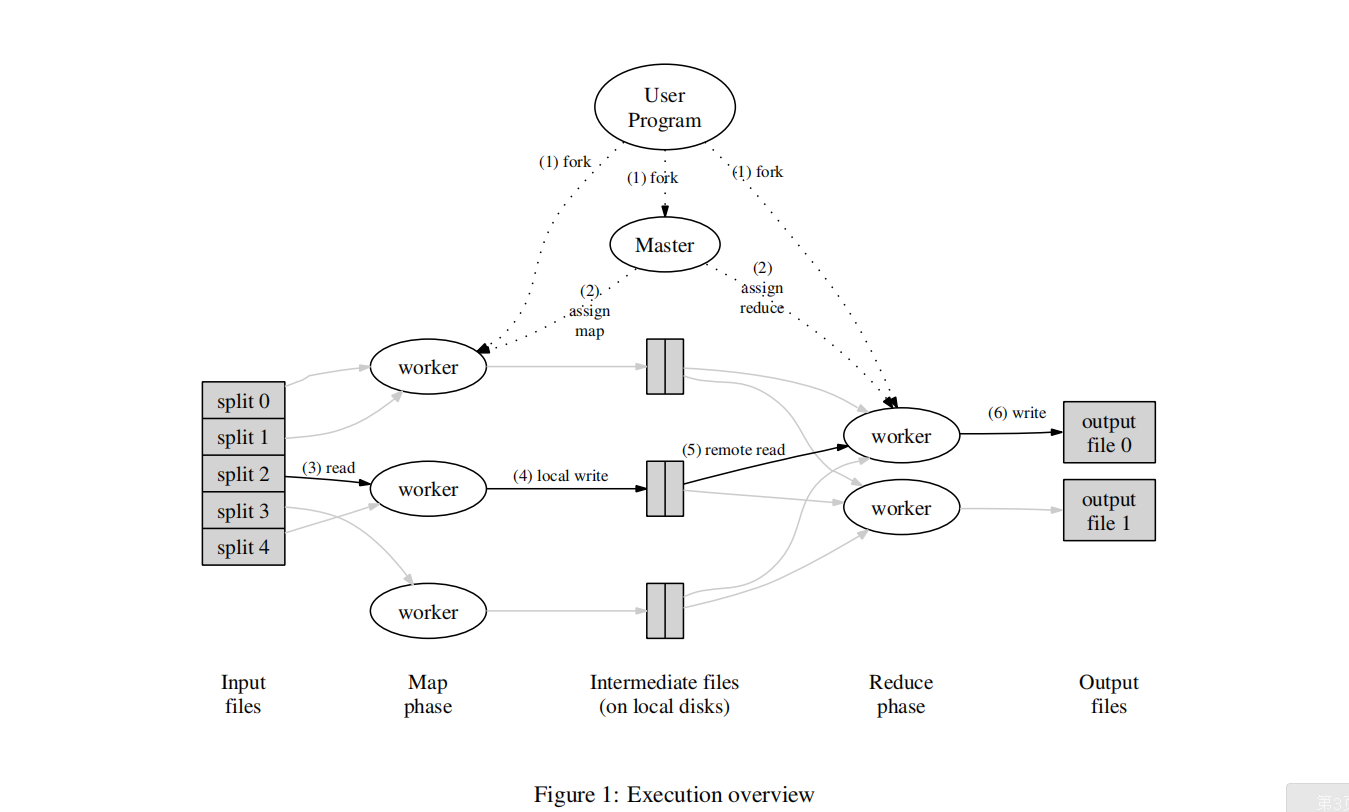 User
Program
(1) fork
(1) fork
(1) fork
Master
(2)
assign
map
(2)
assign
reduce
worker
split 0
split 1
split 2
split 3
split 4
(3) read
worker
(4) local write
(5) remote read
worker
(6) write
output
file 0
worker
output
file 1
worker
Input
files
Map
phase
Intermediate files
(on local disks)
Reduce
phase
Output
files
Figure 1: Execution overview
第3